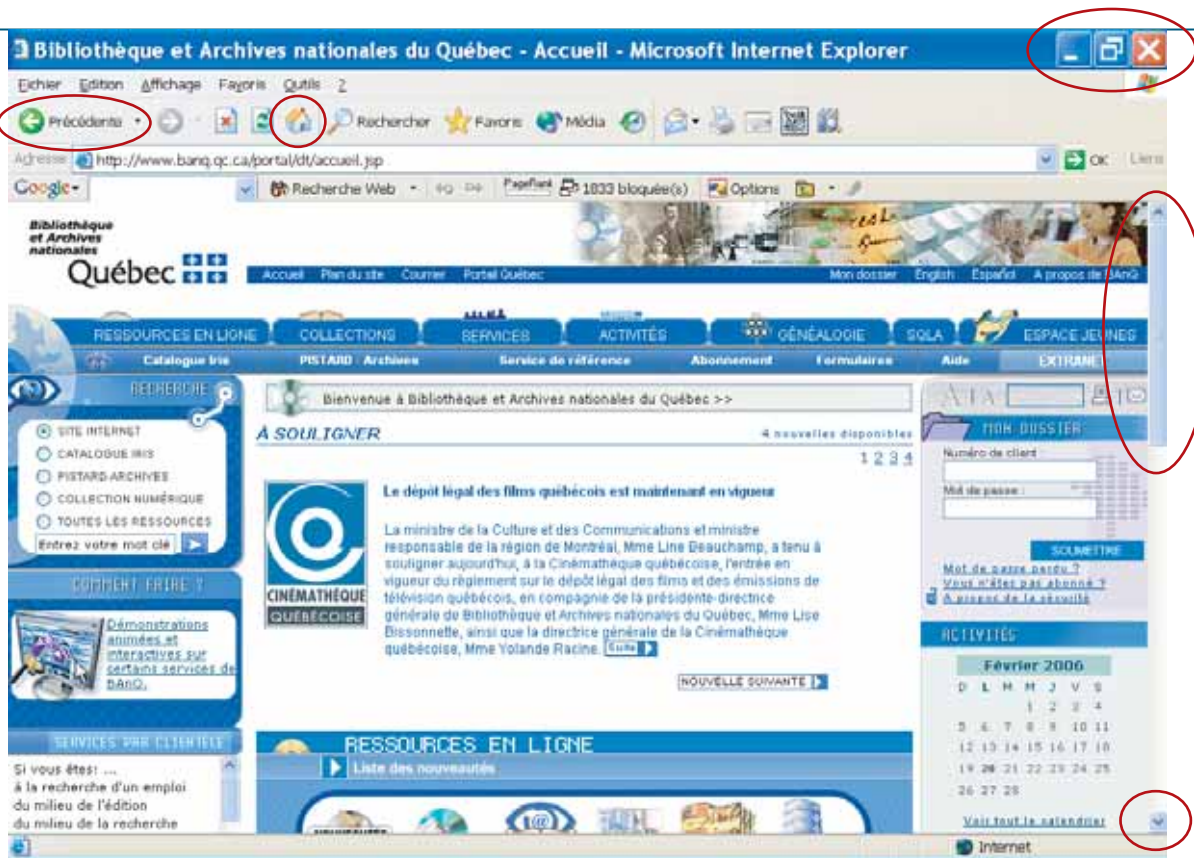 Bibliothèque et Archives nationales du Québec - Accueil - Microsoft Internet Explorer
Fichier Edition Affichage Favoris Outils ?
Précédente Rechercher Favoris Média
Adresse http://www.banq.qc.ca/portal/dt/accueil.jsp OK Liens
Google Recherche Web PageRank 1833 bloquée(s) Options
Bibliothèque
et Archives
nationales
Québec
Accueil Plan du site Courrier Portail Québec Mon dossier English Español A propos de BAnQ
RESSOURCES EN LIGNE COLLECTIONS SERVICES ACTIVITÉS GÉNÉALOGIE SOLA ESPACE JEUNES
Catalogue Iris PISTARD Archives Service de référence Abonnement Formulaires Aide EXTRANET
RECHERCHE
SITE INTERNET
CATALOGUE IRIS
PISTARD-ARCHIVES
COLLECTION NUMÉRIQUE
TOUTES LES RESSOURCES
Entrez votre mot clé
COMMENT FAIRE ?
Démonstrations
animées et
interactives sur
certains services de
BAnQ.
SERVICES PAR CLIENTÈLE
Si vous êtes: ...
à la recherche d'un emploi
du milieu de l'édition
du milieu de la recherche
Bienvenue à Bibliothèque et Archives nationales du Québec >>
À SOULIGNER 4 nouvelles disponibles
1 2 3 4
CINÉMATHÈQUE
QUÉBÉCOISE
Le dépôt légal des films québécois est maintenant en vigueur
La ministre de la Culture et des Communications et ministre
responsable de la région de Montréal, Mme Line Beauchamp, a tenu à
souligner aujourd'hui, à la Cinémathèque québécoise, l'entrée en
vigueur du règlement sur le dépôt légal des films et des émissions de
télévision québécois, en compagnie de la présidente-directrice
générale de Bibliothèque et Archives nationales du Québec, Mme Lise
Bissonnette, ainsi que la directrice générale de la Cinémathèque
québécoise, Mme Yolande Racine. Suite
NOUVELLE SUIVANTE
RESSOURCES EN LIGNE
Liste des nouveautés
NOUVEAUTÉS
A A A
MON DOSSIER
Numéro de client
Mot de passe :
SOUMETTRE
Mot de passe perdu ?
Vous n'êtes pas abonné ?
A propos de la sécurité
ACTIVITÉS
Février 2006
D L M M J V S
1 2 3 4
5 6 7 8 9 10 11
12 13 14 15 16 17 18
19 20 21 22 23 24 25
26 27 28
Voir tout le calendrier
Internet